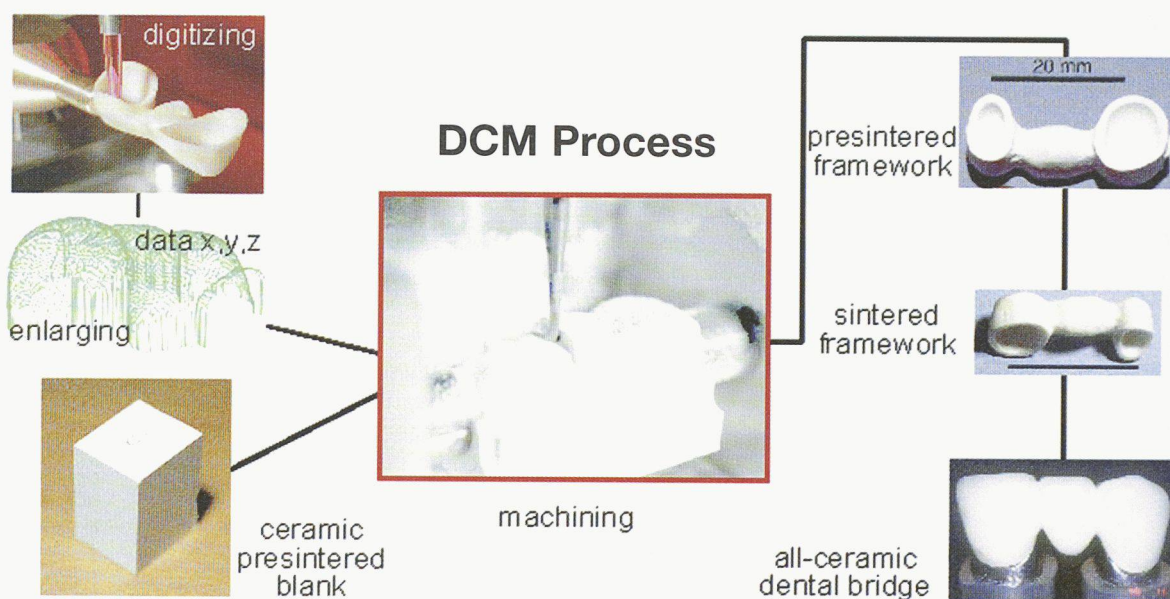 digitizing
data x,y,z
enlarging
ceramic
presintered
blank
DCM Process
machining
20 mm
presintered
framework
sintered
framework
all-ceramic
dental bridge